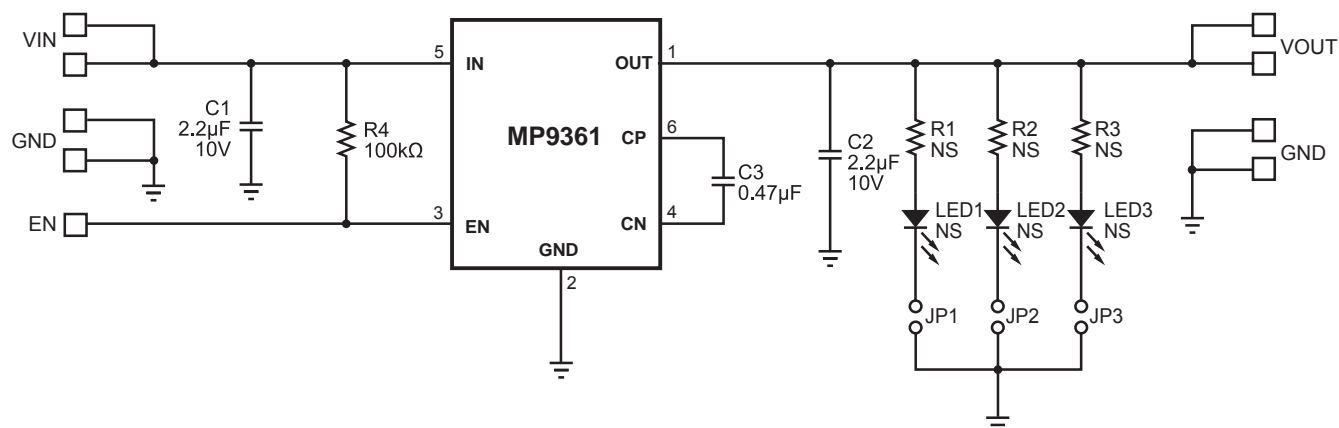 VIN
GND
EN
C1
2.2µF
10V
R4
100kΩ
5
3
IN
EN
MP9361
GND
2
OUT
CP
CN
1
6
4
C3
0.47µF
C2
2.2µF
10V
R1
NS
R2
NS
R3
NS
LED1
NS
LED2
NS
LED3
NS
JP1
JP2
JP3
VOUT
GND